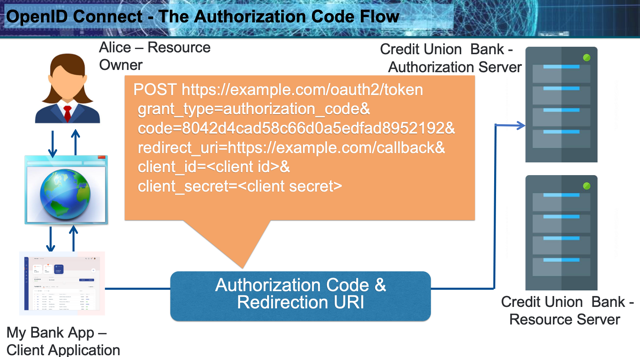 OpenID Connect - The Authorization Code Flow
Alice – Resource
Owner
Credit Union Bank -
Authorization Server
POST https://example.com/oauth2/token
grant_type=authorization_code&
code=8042d4cad58c66d0a5edfad8952192&
redirect_uri=https://example.com/callback&
client_id=<client id>&
client_secret=<client secret>
Authorization Code &
Redirection URI
My Bank App –
Client Application
Credit Union Bank -
Resource Server